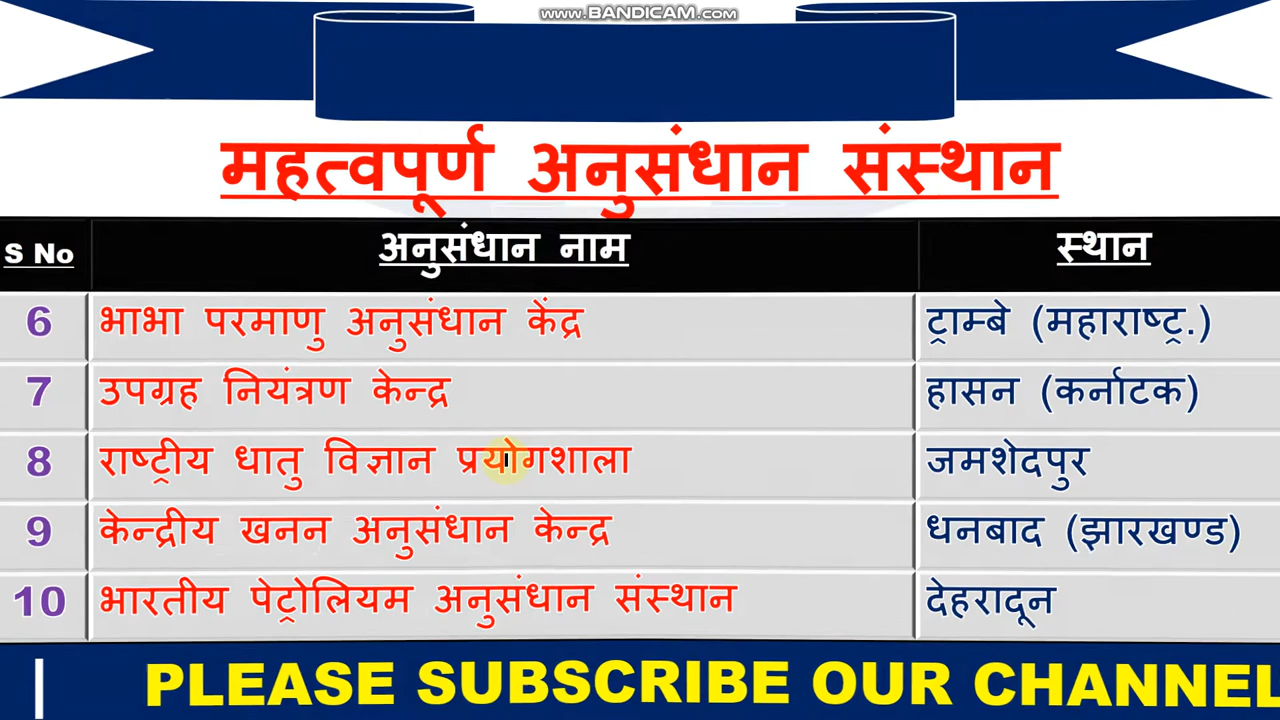 www.BANDICAM.com
महत्वपूर्ण अनुसंधान संस्थान
S No अनुसंधान नाम स्थान
6 भाभा परमाणु अनुसंधान केंद्र ट्राम्बे (महाराष्ट्र.)
7 उपग्रह नियंत्रण केन्द्र हासन (कर्नाटक)
8 राष्ट्रीय धातु विज्ञान प्रयोगशाला जमशेदपुर
9 केन्द्रीय खनन अनुसंधान केन्द्र धनबाद (झारखण्ड)
10 भारतीय पेट्रोलियम अनुसंधान संस्थान देहरादून
PLEASE SUBSCRIBE OUR CHANNEL